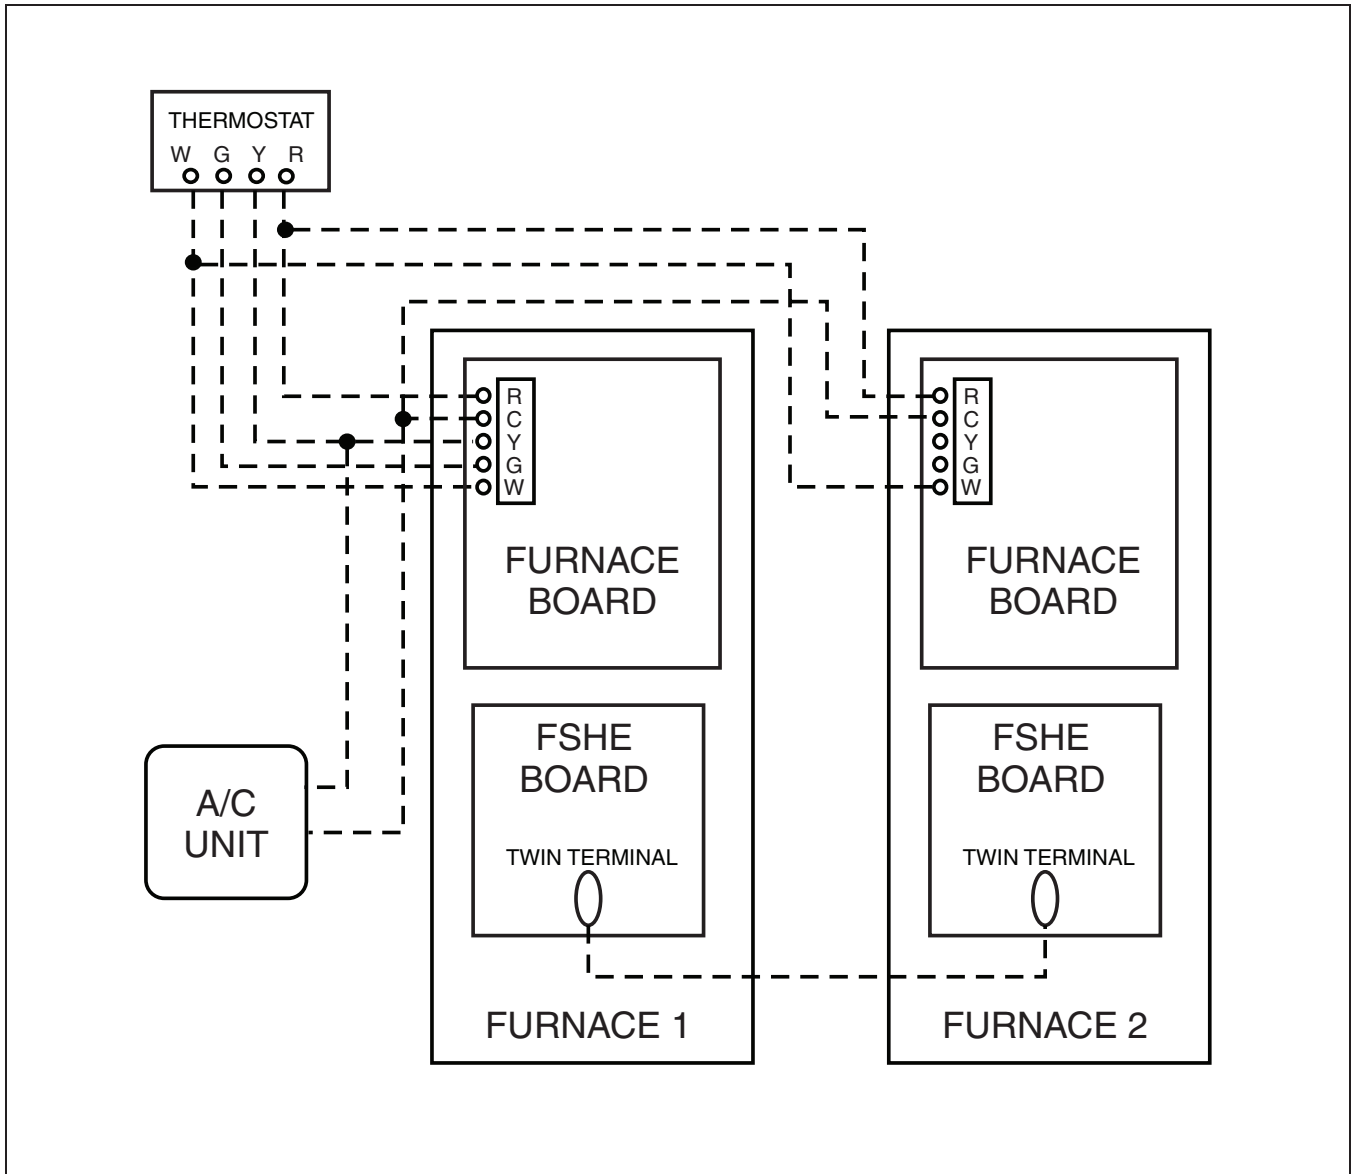 THERMOSTAT
W G Y R
R
C
Y
G
W
FURNACE
BOARD
R
C
Y
G
W
FURNACE
BOARD
FSHE
BOARD
TWIN TERMINAL
FSHE
BOARD
TWIN TERMINAL
A/C
UNIT
FURNACE 1
FURNACE 2